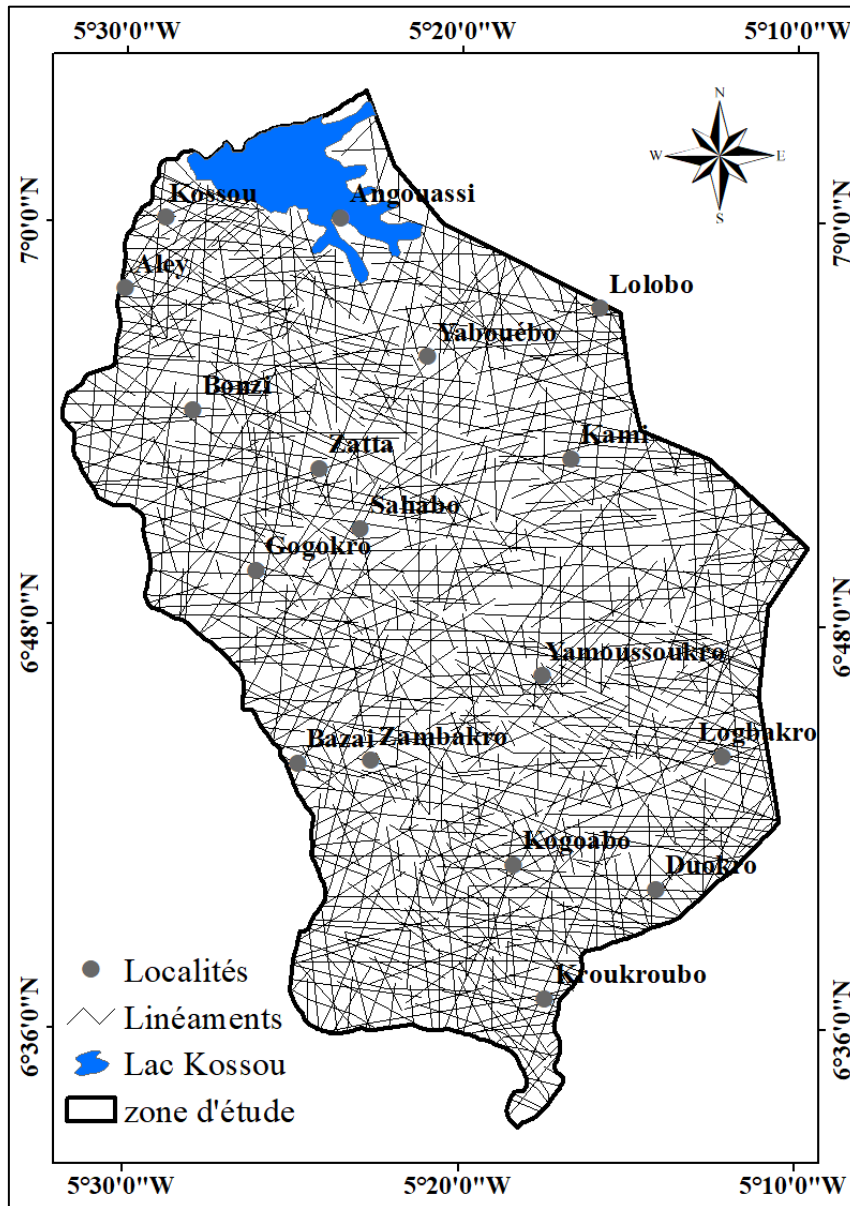 5°30'0"W 5°20'0"W 5°10'0"W
N
W E
S
7°0'0"N
7°0'0"N
Kossou
Angouassi
Aley
Lolobo
Yabouébo
Bonzi
Zatta
Kami
Sahabo
Gogokro
6°48'0"N
6°48'0"N
Yamoussoukro
Bazai
Zambakro
Logbakro
Kogoabo
Duokro
Localités
Kroukroubo
Linéaments
6°36'0"N
6°36'0"N
Lac Kossou
zone d'étude
5°30'0"W 5°20'0"W 5°10'0"W